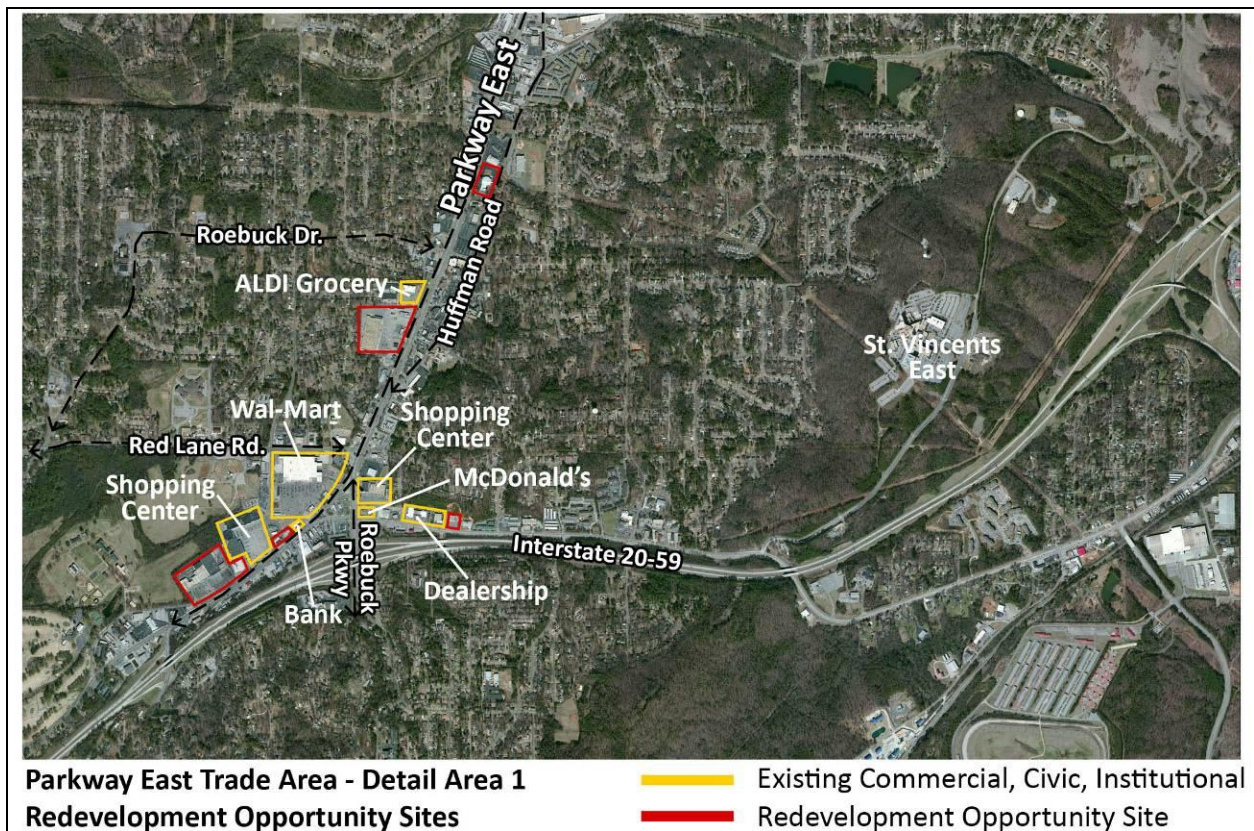 Parkway East
Huffman Road
Roebuck Dr.
ALDI Grocery
St. Vincents
East
Wal-Mart
Shopping
Center
Red Lane Rd.
McDonald's
Shopping
Center
Roebuck
Pkwy
Interstate 20-59
Dealership
Bank
Parkway East Trade Area - Detail Area 1
Redevelopment Opportunity Sites
Existing Commercial, Civic, Institutional
Redevelopment Opportunity Site